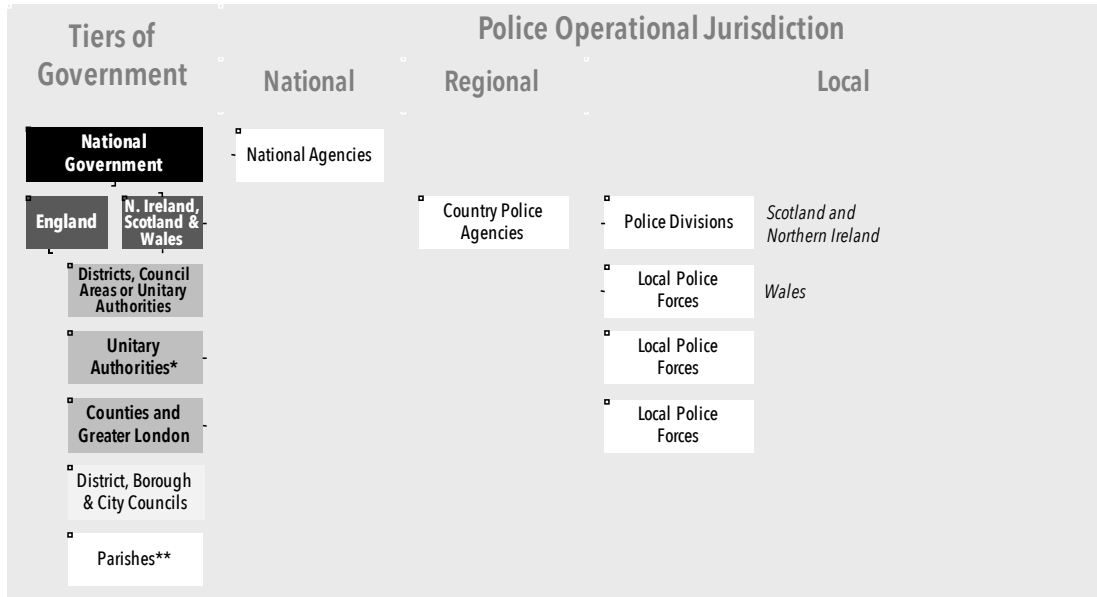 Tiers of
Government
Police Operational Jurisdiction
National
Regional
Local
National
Government
National Agencies
England
N. Ireland,
Scotland &
Wales
Country Police
Agencies
Police Divisions
Scotland and
Northern Ireland
Districts, Council
Areas or Unitary
Authorities
Local Police
Forces
Wales
Unitary
Authorities*
Local Police
Forces
Counties and
Greater London
Local Police
Forces
District, Borough
& City Councils
Parishes**